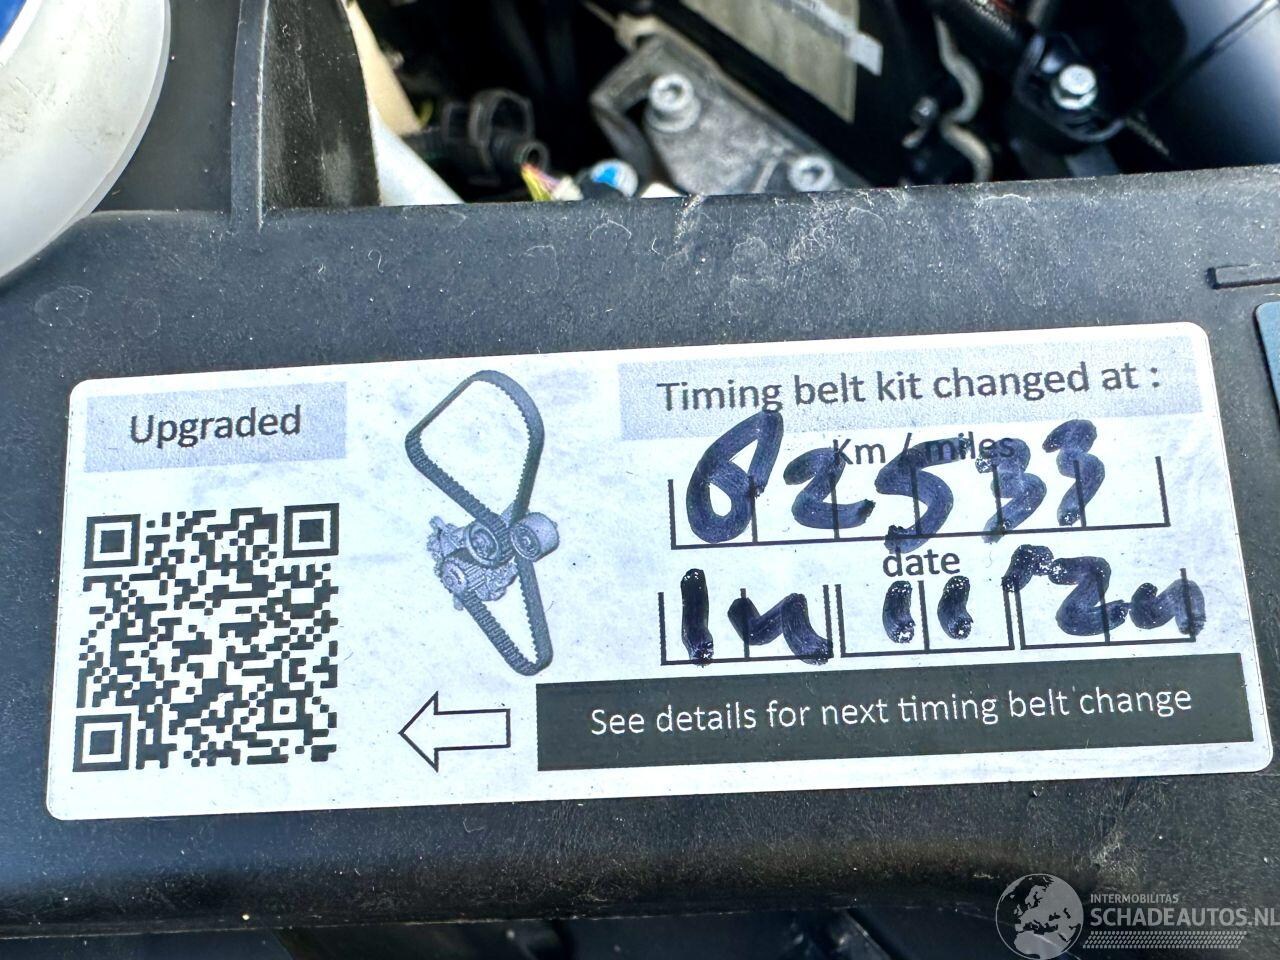 Upgraded
Timing belt kit changed at :
Km / miles
62533
date
14 11 24
See details for next timing belt change
INTERMOBILITAS
SCHADEAUTOS.NL